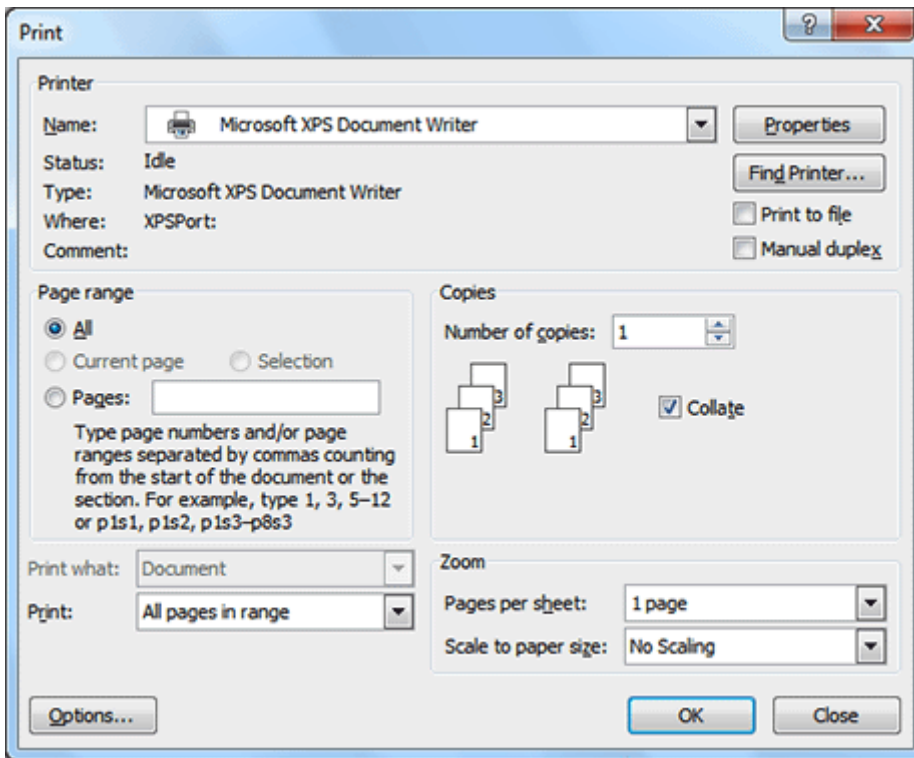 Print
Printer
Name: Microsoft XPS Document Writer Properties
Status: Idle
Find Printer...
Type: Microsoft XPS Document Writer
Where: XPSPort:
Print to file
Comment:
Manual duplex
Page range
All
Current page Selection
Pages:
Type page numbers and/or page
ranges separated by commas counting
from the start of the document or the
section. For example, type 1, 3, 5–12
or p1s1, p1s2, p1s3–p8s3
Copies
Number of copies: 1
3 3
2 2
1 1
Collate
Print what: Document
Print: All pages in range
Zoom
Pages per sheet: 1 page
Scale to paper size: No Scaling
Options... OK Close